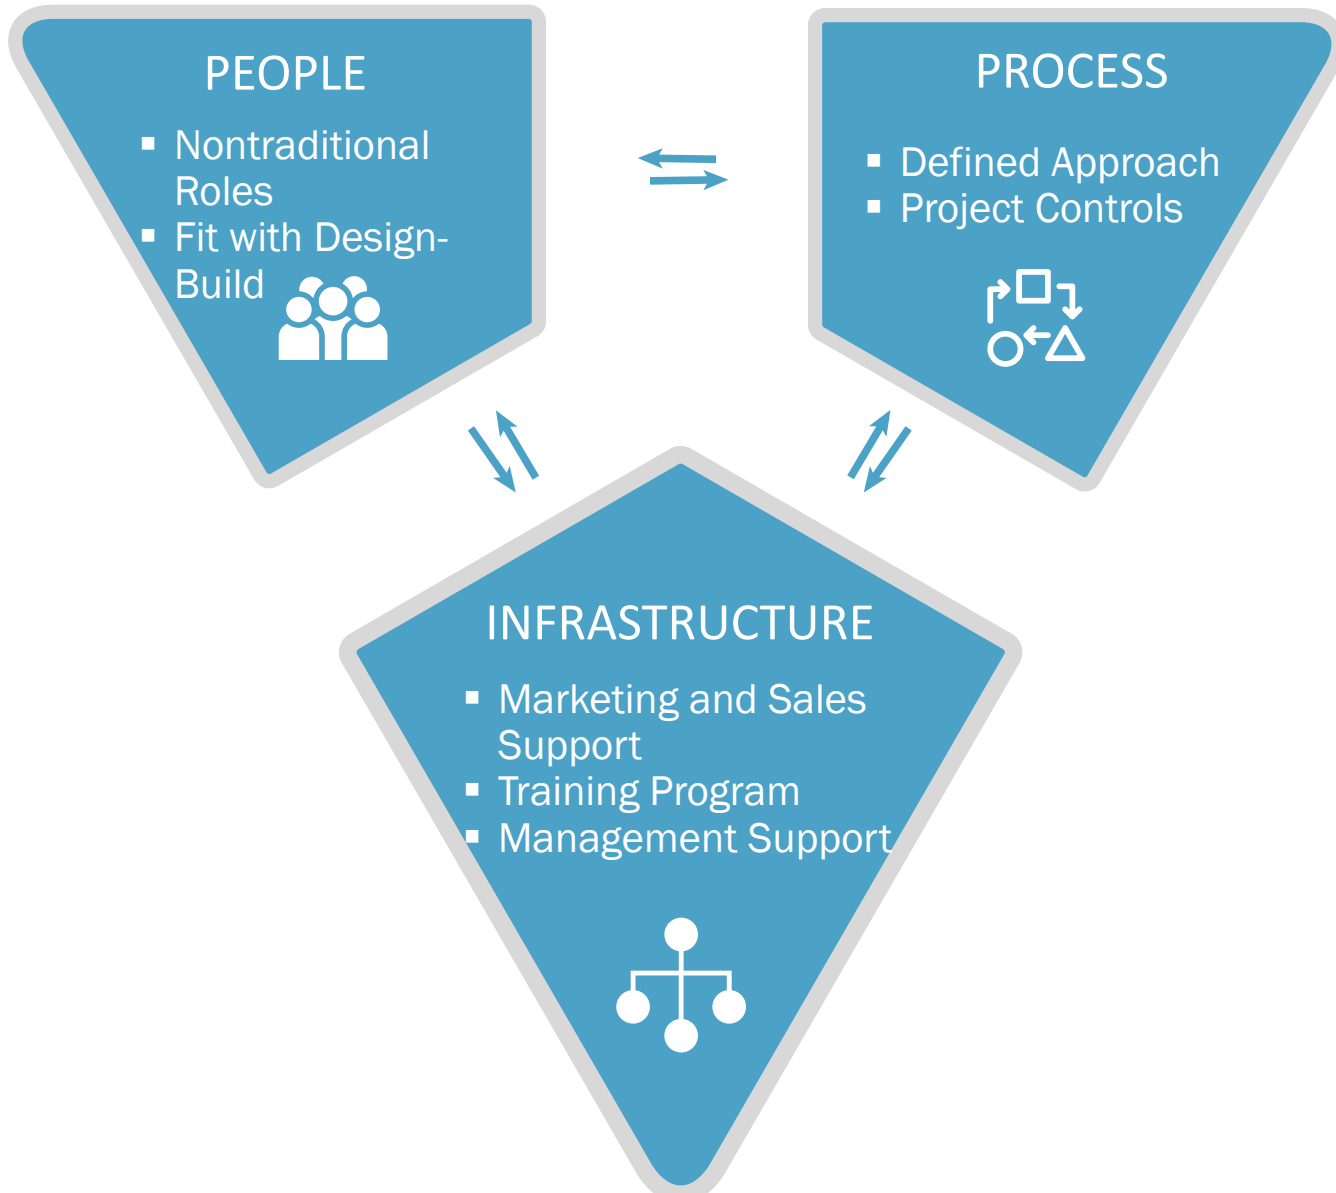 PEOPLE
▪ Nontraditional
Roles
▪ Fit with Design-
Build
PROCESS
▪ Defined Approach
▪ Project Controls
INFRASTRUCTURE
▪ Marketing and Sales
Support
▪ Training Program
▪ Management Support